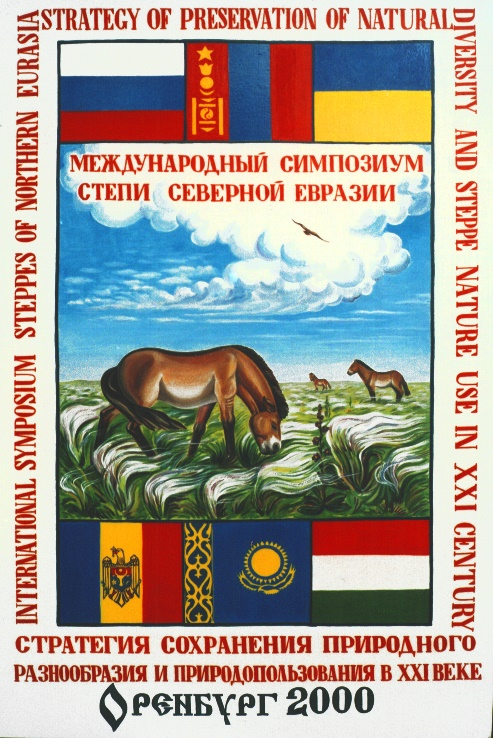 STRATEGY OF PRESERVATION OF NATURAL
DIVERSITY AND STEPPE NATURE USE IN XXI CENTURY
INTERNATIONAL SYMPOSIUM STEPPES OF NORTHERN EURASIA
МЕЖДУНАРОДНЫЙ СИМПОЗИУМ
СТЕПИ СЕВЕРНОЙ ЕВРАЗИИ
СТРАТЕГИЯ СОХРАНЕНИЯ ПРИРОДНОГО
РАЗНООБРАЗИЯ И ПРИРОДОПОЛЬЗОВАНИЯ В XXI ВЕКЕ
ОРЕНБУРГ 2000